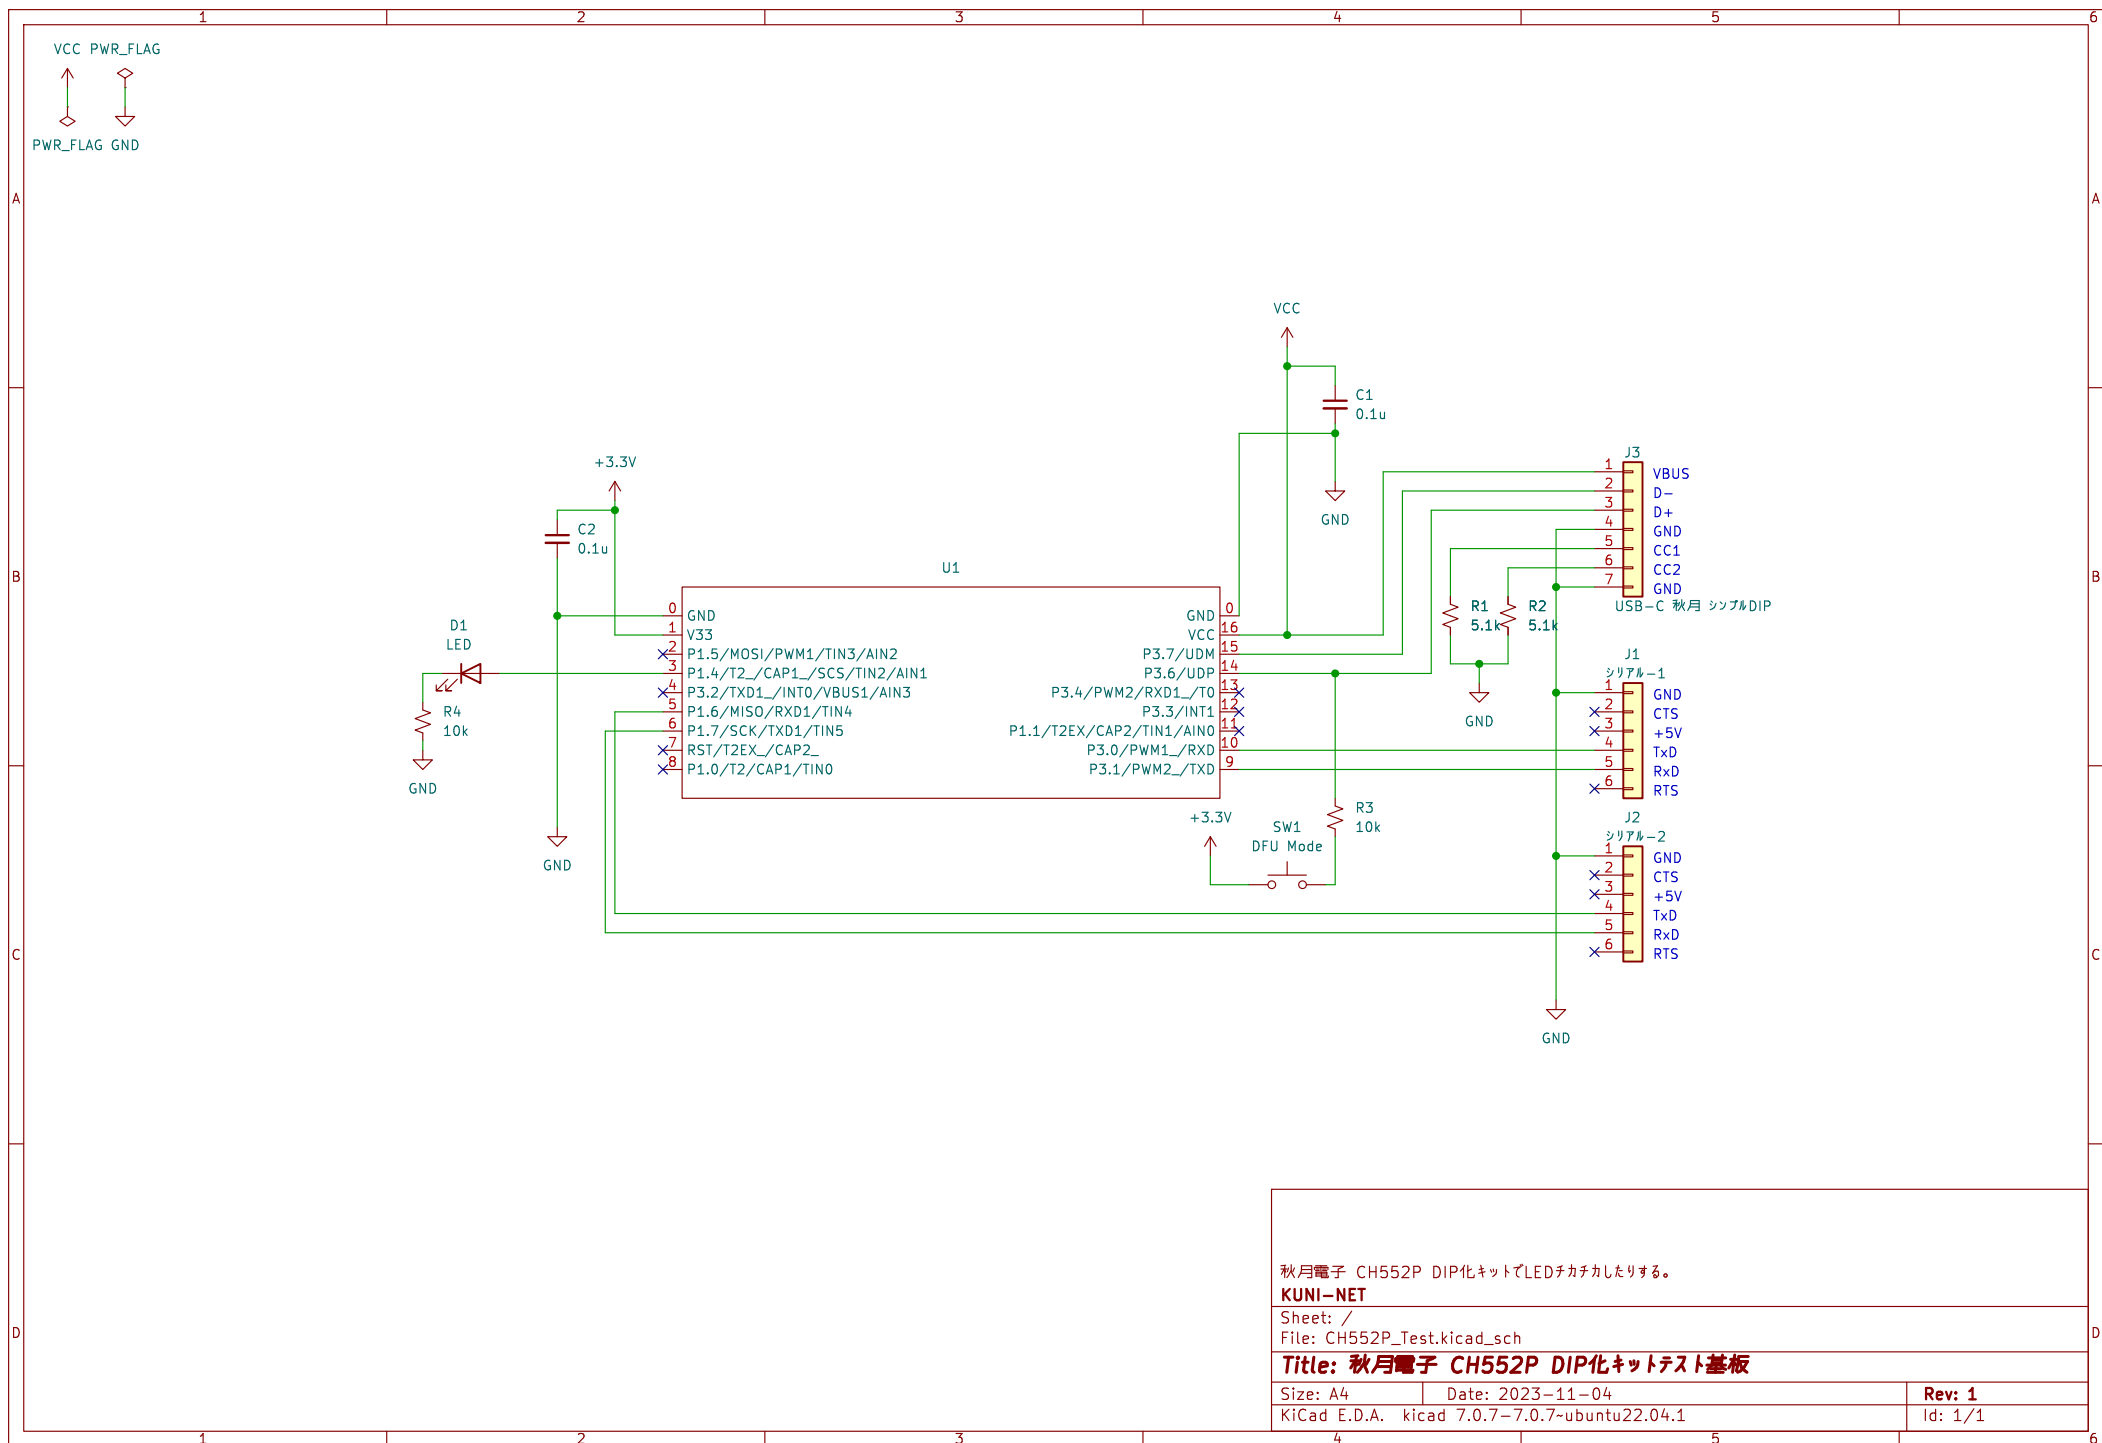 1 2 3 4 5 6
VCC PWR_FLAG
PWR_FLAG GND
A A
VCC
C1
0.1u
GND
+3.3V
C2
0.1u
J3
1 VBUS
2 D-
3 D+
4 GND
5 CC1
6 CC2
7 GND
USB-C 秋月 シンプルDIP
B B
U1
0 GND
1 V33
2 P1.5/MOSI/PWM1/TIN3/AIN2
3 P1.4/T2_/CAP1_/SCS/TIN2/AIN1
4 P3.2/TXD1_/INT0/VBUS1/AIN3
5 P1.6/MISO/RXD1/TIN4
6 P1.7/SCK/TXD1/TIN5
7 RST/T2EX_/CAP2_
8 P1.0/T2/CAP1/TIN0
GND 0
VCC 16
P3.7/UDM 15
P3.6/UDP 14
P3.4/PWM2/RXD1_/T0 13
P3.3/INT1 12
P1.1/T2EX/CAP2/TIN1/AIN0 11
P3.0/PWM1_/RXD 10
P3.1/PWM2_/TXD 9
R1
5.1k
R2
5.1k
GND
D1
LED
R4
10k
GND
GND
J1
シリアル-1
1 GND
2 CTS
3 +5V
4 TxD
5 RxD
6 RTS
+3.3V
SW1
DFU Mode
R3
10k
J2
シリアル-2
1 GND
2 CTS
3 +5V
4 TxD
5 RxD
6 RTS
C C
GND
秋月電子 CH552P DIP化キットでLEDチカチカしたりする。
KUNI-NET
Sheet: /
File: CH552P_Test.kicad_sch
D D
Title: 秋月電子 CH552P DIP化キットテスト基板
Size: A4 Date: 2023-11-04 Rev: 1
KiCad E.D.A. kicad 7.0.7-7.0.7~ubuntu22.04.1 Id: 1/1
1 2 3 4 5 6